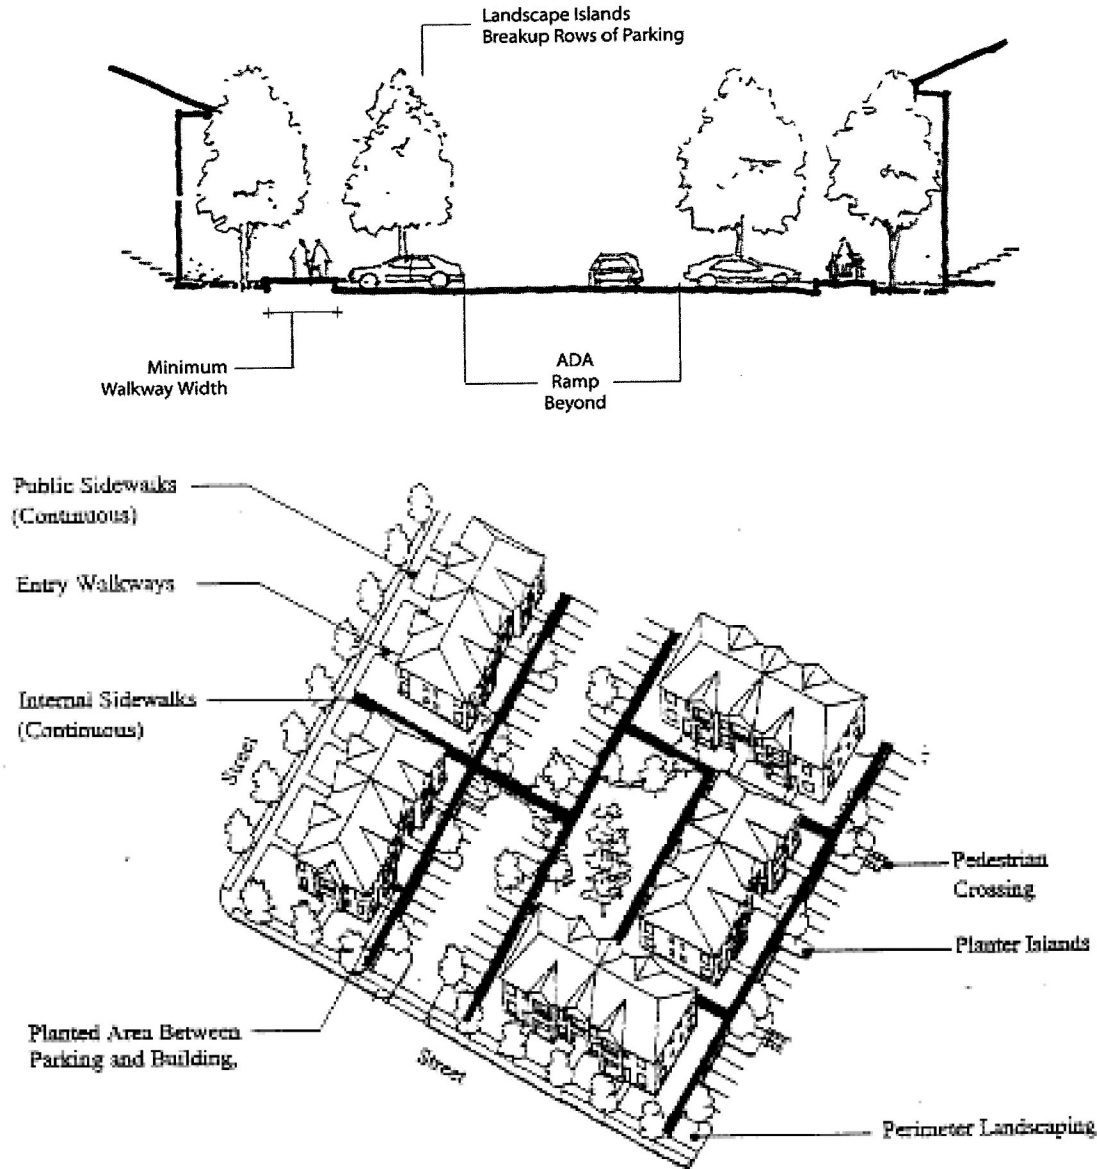 Landscape Islands
Breakup Rows of Parking
Minimum
Walkway Width
ADA
Ramp
Beyond
Public Sidewalks
(Continuous)
Entry Walkways
Internal Sidewalks
(Continuous)
Street
Pedestrian
Crossing
Planter Islands
Planted Area Between
Parking and Building,
Street
Perimeter Landscaping